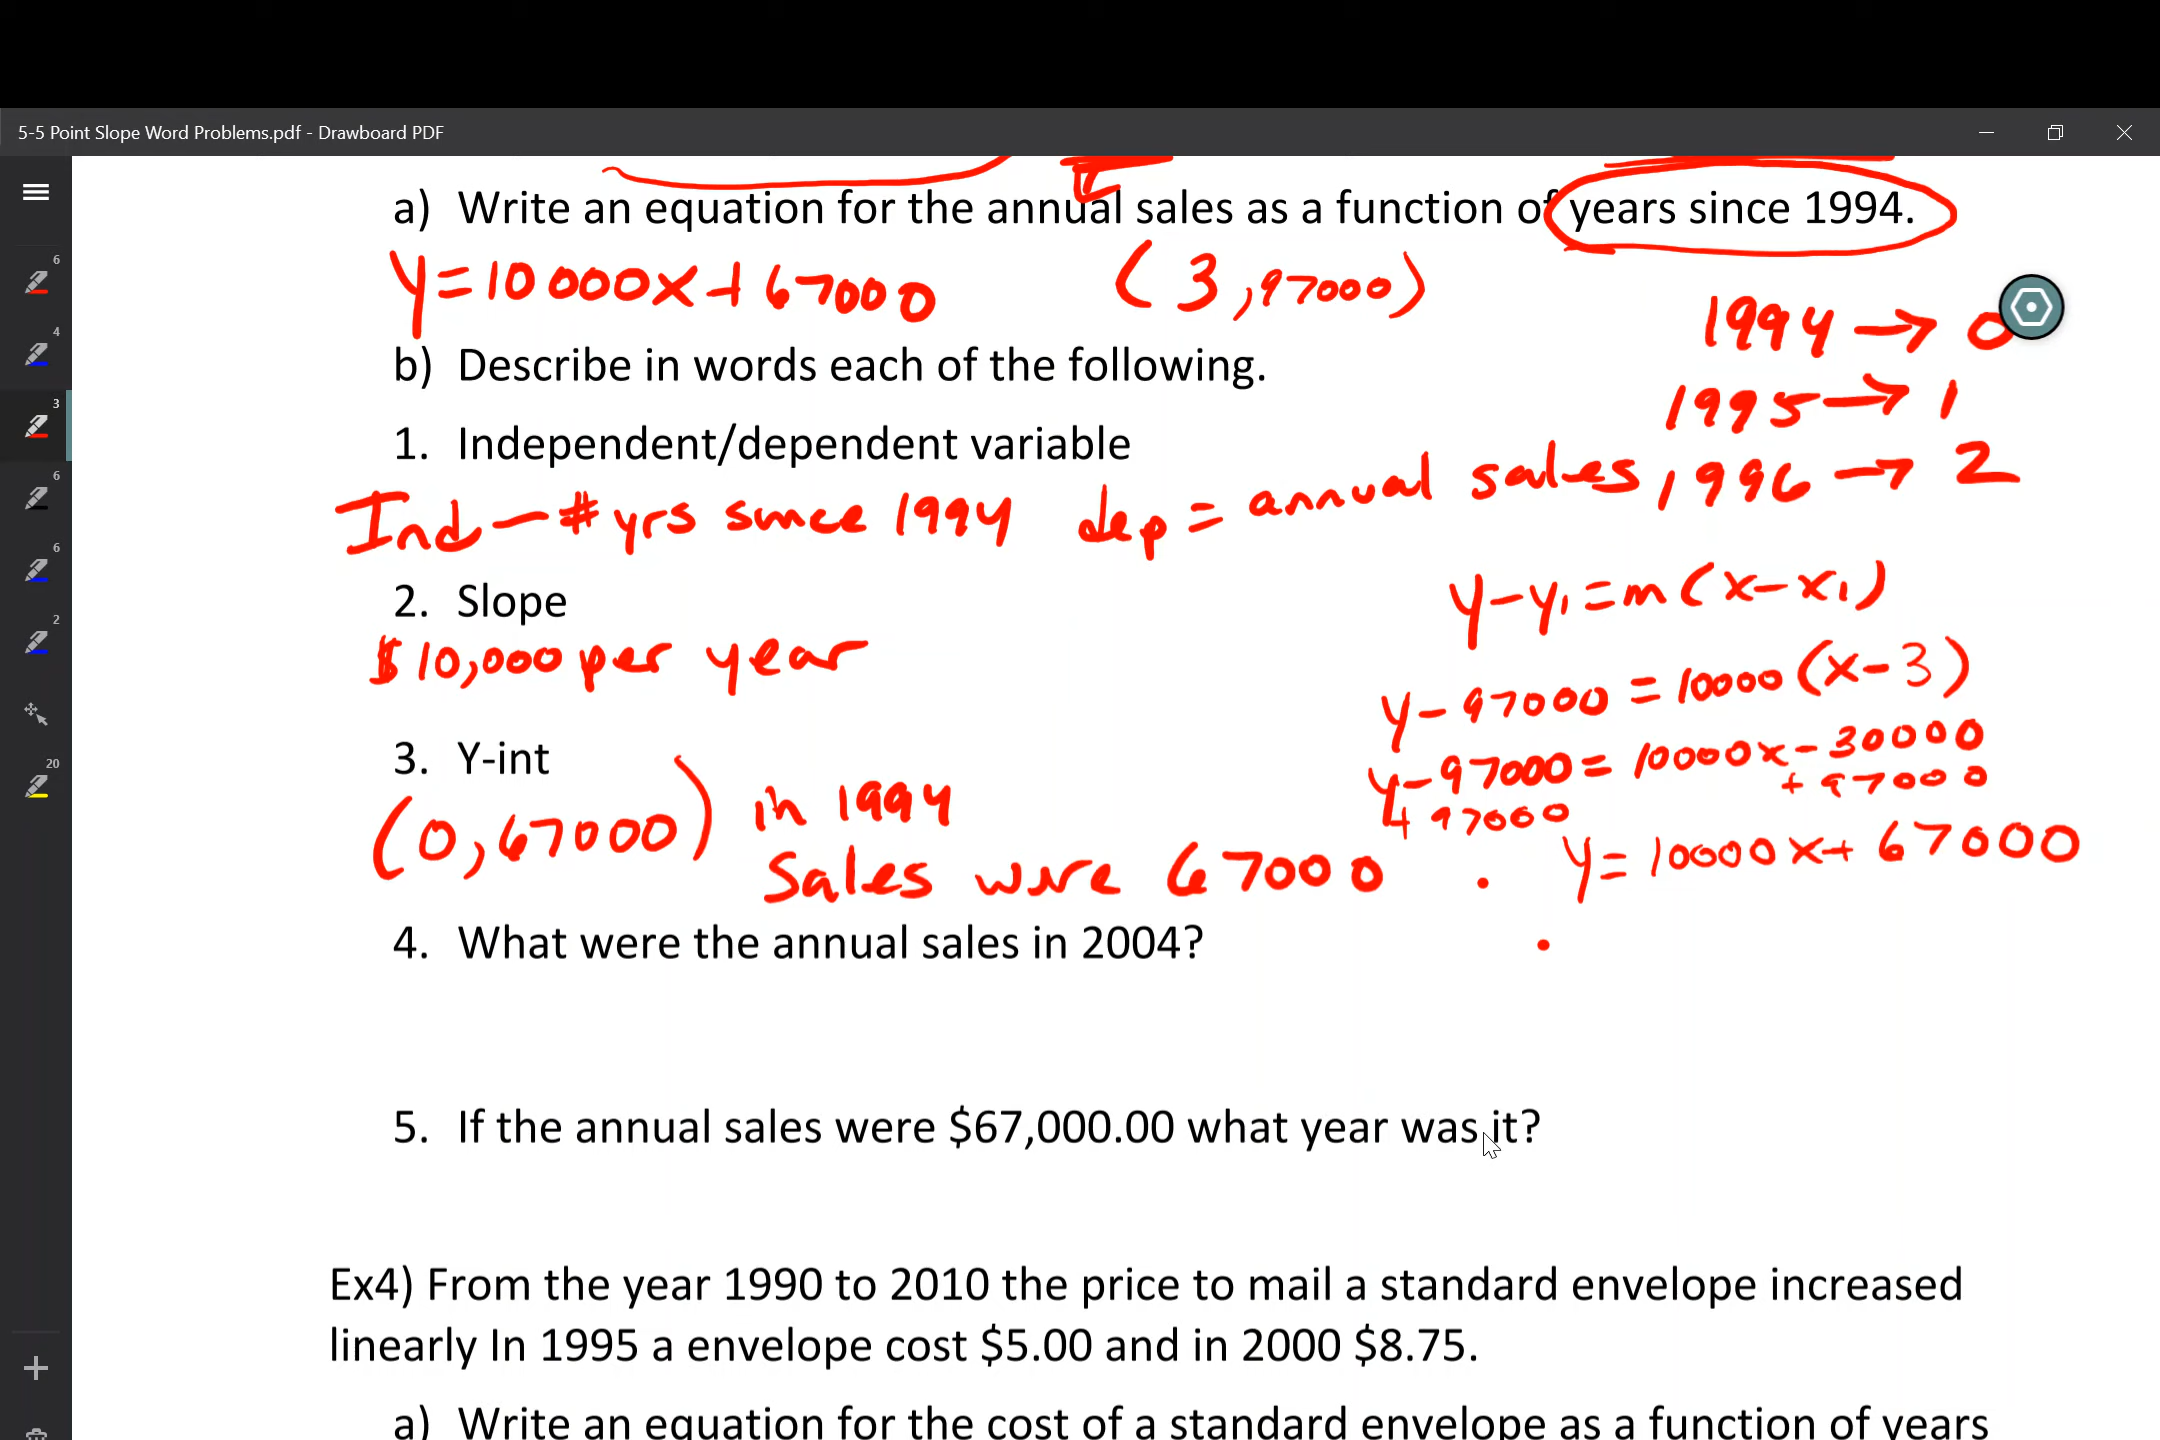 5-5 Point Slope Word Problems.pdf - Drawboard PDF
a) Write an equation for the annual sales as a function of years since 1994.
y=10000x+67000 (3,97000)
1994 → 0
b) Describe in words each of the following.
1995 → 1
1. Independent/dependent variable
1996 → 2
Ind — # yrs since 1994 dep = annual sales
y-y1=m(x-x1)
2. Slope
$10,000 per year
y-97000=10000(x-3)
y-97000=10000x-30000
+97000 +97000
3. Y-int
(0,67000) in 1994
sales were 67000.
y=10000x+67000
4. What were the annual sales in 2004?
5. If the annual sales were $67,000.00 what year was it?
Ex4) From the year 1990 to 2010 the price to mail a standard envelope increased
linearly In 1995 a envelope cost $5.00 and in 2000 $8.75.
a) Write an equation for the cost of a standard envelope as a function of years
6
4
3
6
6
2
20